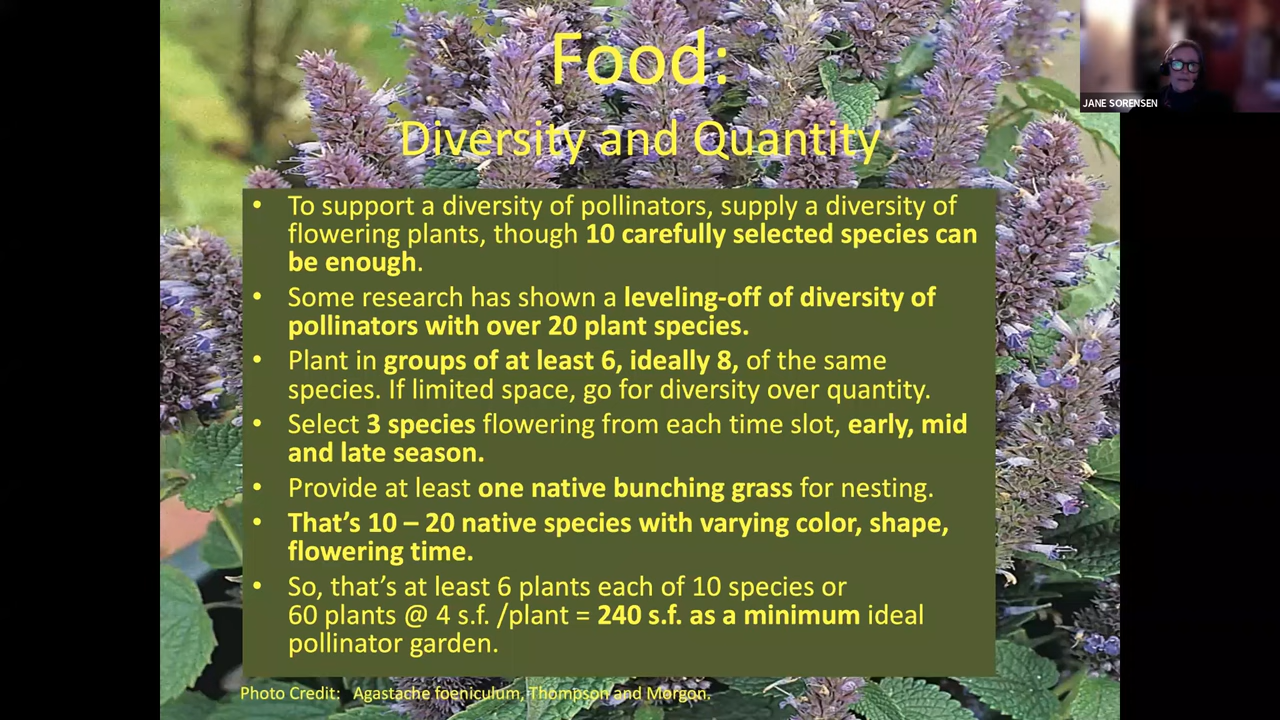 Food:
Diversity and Quantity
JANE SORENSEN
• To support a diversity of pollinators, supply a diversity of
flowering plants, though 10 carefully selected species can
be enough.
• Some research has shown a leveling-off of diversity of
pollinators with over 20 plant species.
• Plant in groups of at least 6, ideally 8, of the same
species. If limited space, go for diversity over quantity.
• Select 3 species flowering from each time slot, early, mid
and late season.
• Provide at least one native bunching grass for nesting.
• That's 10 – 20 native species with varying color, shape,
flowering time.
• So, that's at least 6 plants each of 10 species or
60 plants @ 4 s.f. /plant = 240 s.f. as a minimum ideal
pollinator garden.
Photo Credit: Agastache foeniculum, Thompson and Morgon.